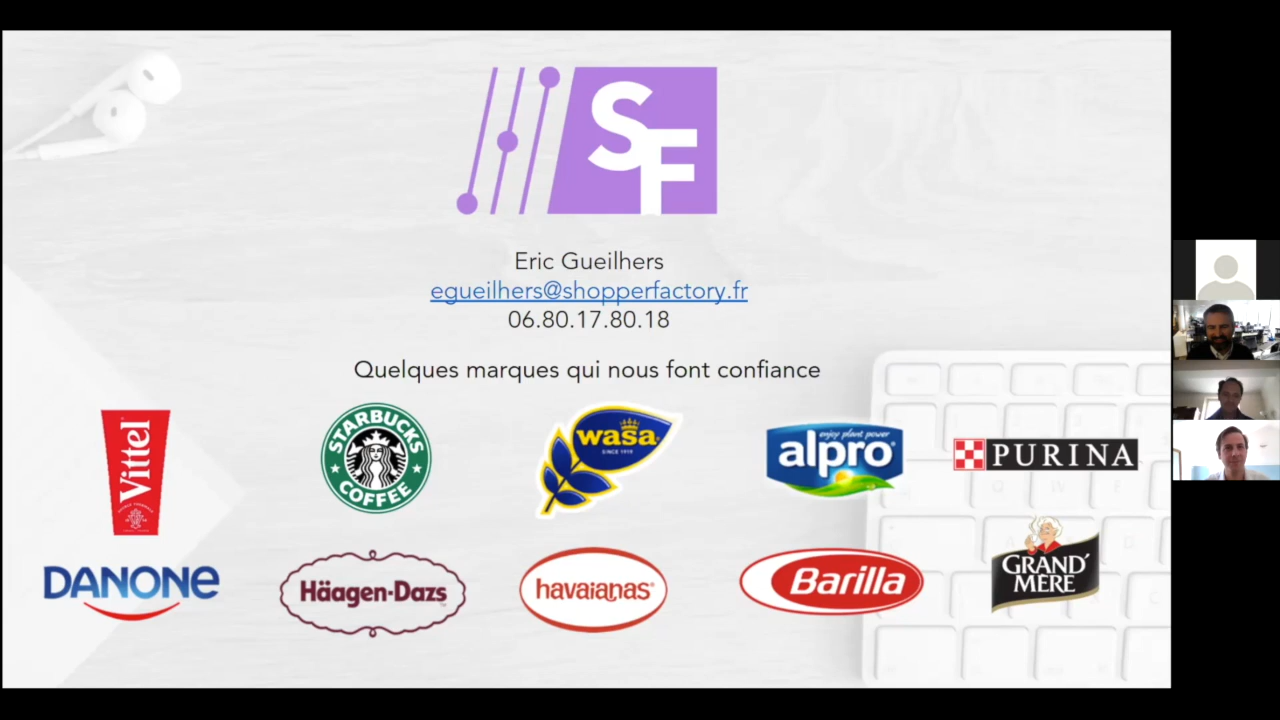 SF
Eric Gueilhers
egueilhers@shopperfactory.fr
06.80.17.80.18
Quelques marques qui nous font confiance
Vittel
STARBUCKS
COFFEE
wasa
SINCE 1919
enjoy plant power
alpro
PURINA
DANONE
Häagen-Dazs
havaianas
Barilla
GRAND'
MÈRE